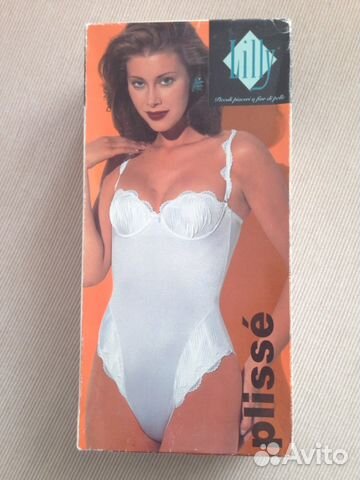 Lilly
Piccoli piaceri a fior di pelle
plissé
Avito